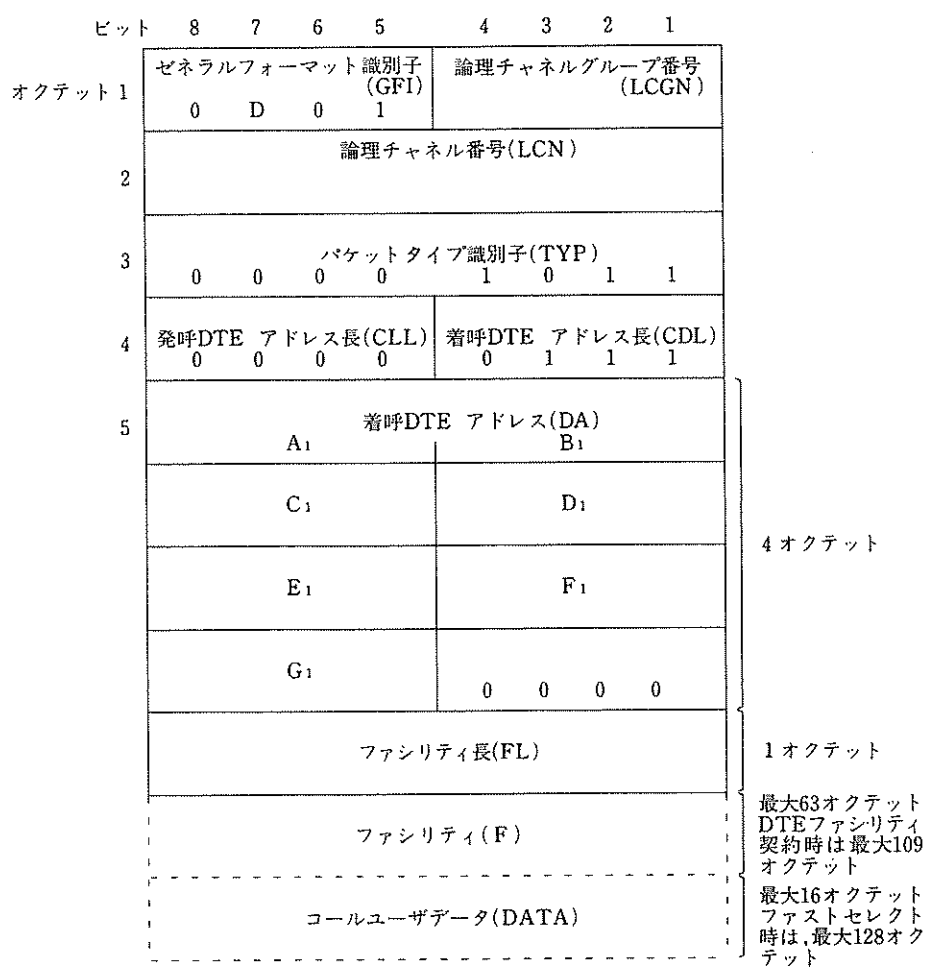 ビット 8 7 6 5 4 3 2 1
オクテット1
ゼネラルフォーマット識別子
(GFI)
0 D 0 1
論理チャネルグループ番号
(LCGN)
2
論理チャネル番号(LCN)
3
パケットタイプ識別子(TYP)
0 0 0 0 1 0 1 1
4
発呼DTE アドレス長(CLL)
0 0 0 0
着呼DTE アドレス長(CDL)
0 1 1 1
5
着呼DTE アドレス(DA)
A1 B1
C1 D1
E1 F1
G1 0 0 0 0
4オクテット
ファシリティ長(FL)
1オクテット
ファシリティ(F)
最大63オクテット
DTEファシリティ
契約時は最大109
オクテット
コールユーザデータ(DATA)
最大16オクテット
ファストセレクト
時は,最大128オク
テット